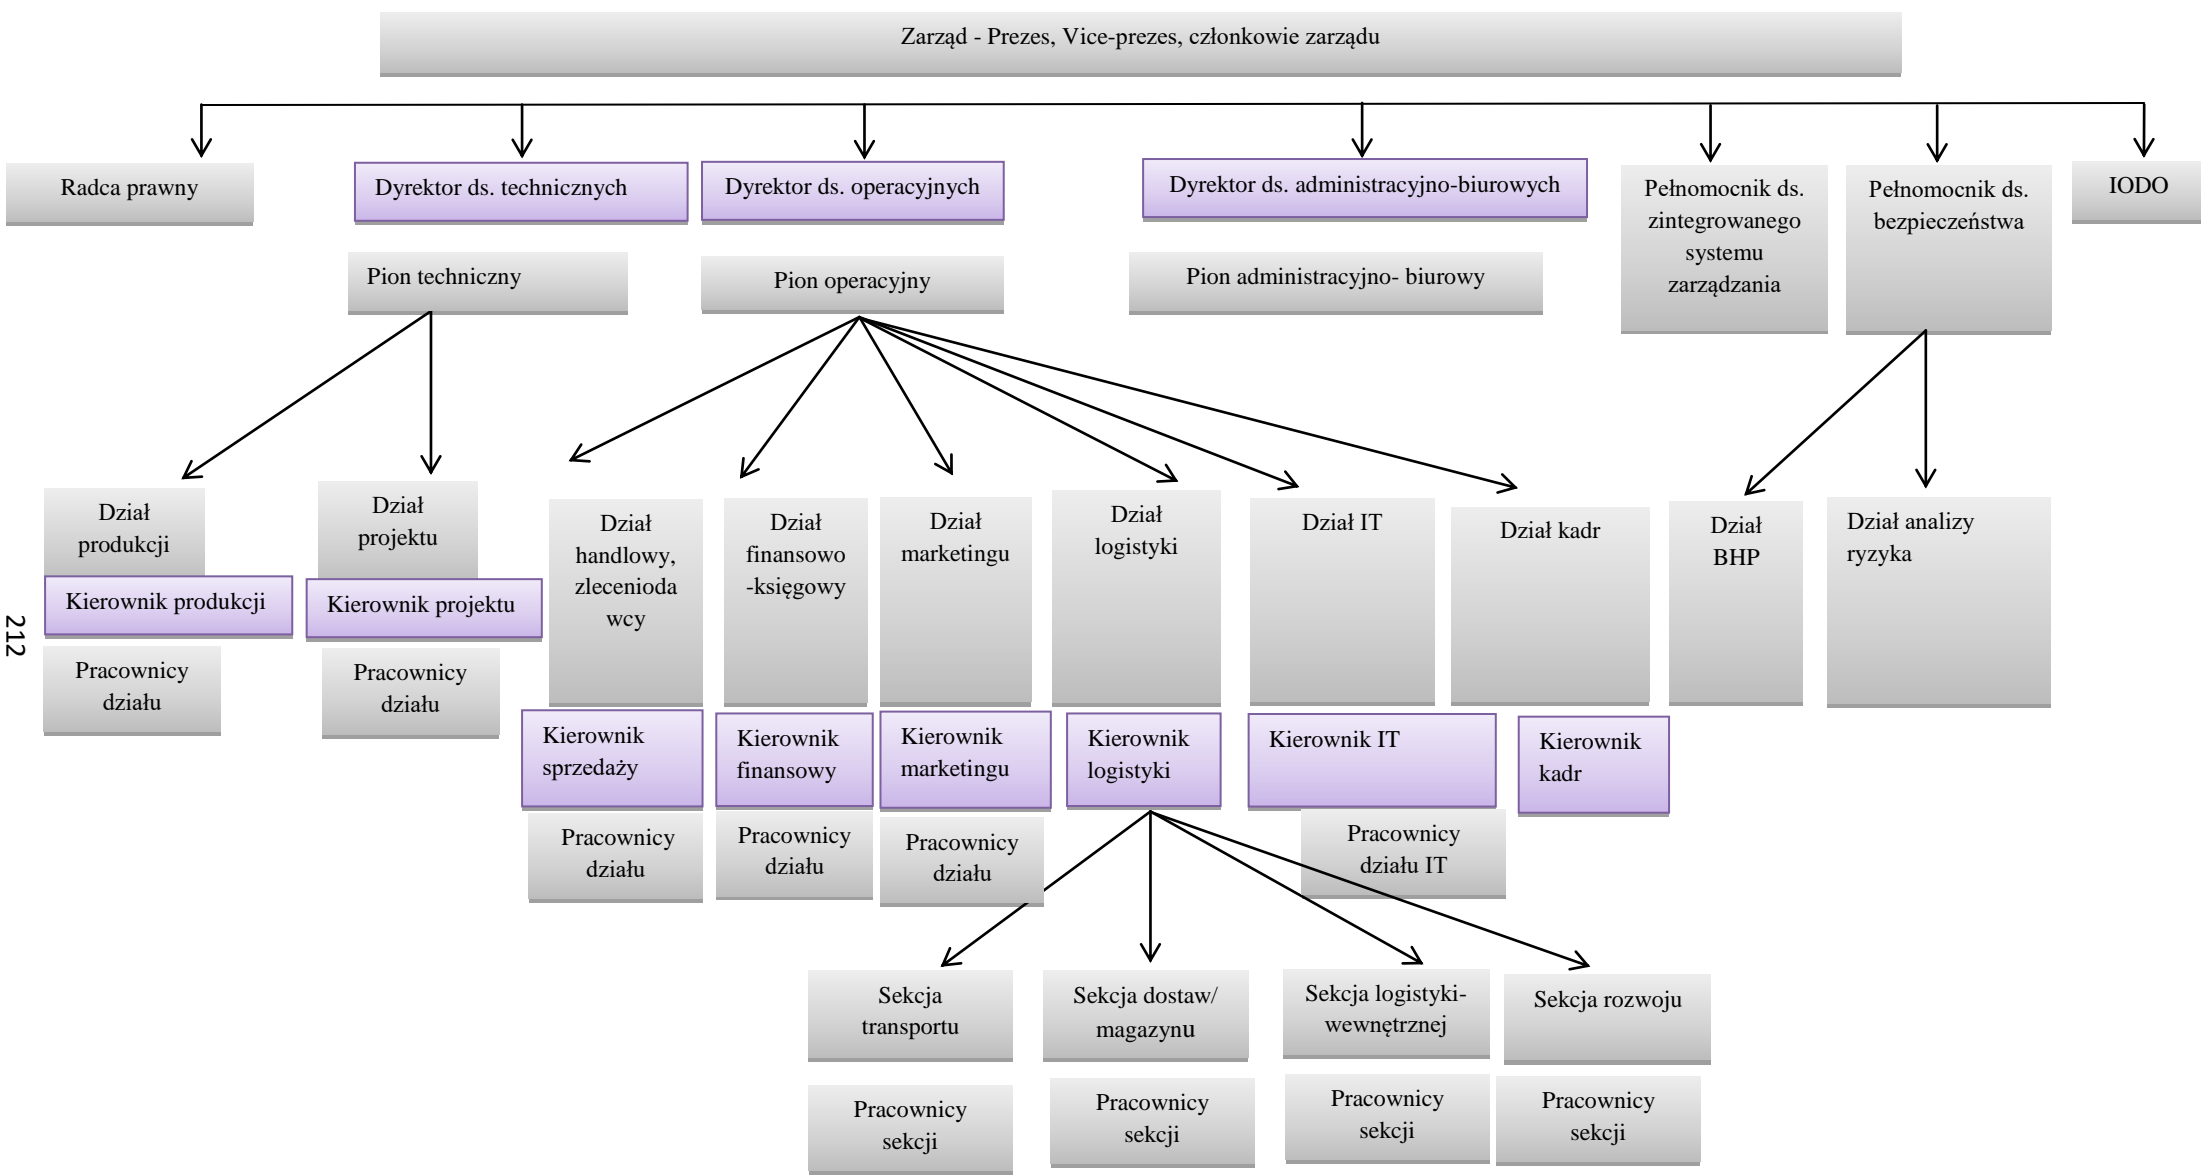 Zarząd - Prezes, Vice-prezes, członkowie zarządu
Radca prawny
Dyrektor ds. technicznych
Dyrektor ds. operacyjnych
Dyrektor ds. administracyjno-biurowych
Pełnomocnik ds.
zintegrowanego
systemu
zarządzania
Pełnomocnik ds.
bezpieczeństwa
IODO
Pion techniczny
Pion operacyjny
Pion administracyjno- biurowy
Dział
produkcji
Kierownik produkcji
Pracownicy
działu
Dział
projektu
Kierownik projektu
Pracownicy
działu
Dział
handlowy,
zlecenioda
wcy
Kierownik
sprzedaży
Pracownicy
działu
Dział
finansowo
-księgowy
Kierownik
finansowy
Pracownicy
działu
Dział
marketingu
Kierownik
marketingu
Pracownicy
działu
Dział
logistyki
Kierownik
logistyki
Dział IT
Kierownik IT
Pracownicy
działu IT
Dział kadr
Kierownik
kadr
Dział
BHP
Dział analizy
ryzyka
Sekcja
transportu
Pracownicy
sekcji
Sekcja dostaw/
magazynu
Pracownicy
sekcji
Sekcja logistyki-
wewnętrznej
Pracownicy
sekcji
Sekcja rozwoju
Pracownicy
sekcji
212